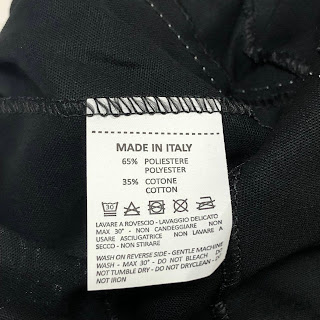 MADE IN ITALY
65% POLIESTERE
POLYESTER
35% COTONE
COTTON
30
LAVARE A ROVESCIO - LAVAGGIO DELICATO
MAX 30° - NON CANDEGGIARE - NON
USARE ASCIUGATRICE - NON LAVARE A
SECCO - NON STIRARE
WASH ON REVERSE SIDE - GENTLE MACHINE
WASH - MAX 30° - DO NOT BLEACH
NOT TUMBLE DRY - DO NOT DRYCLEAN -
NOT IRON